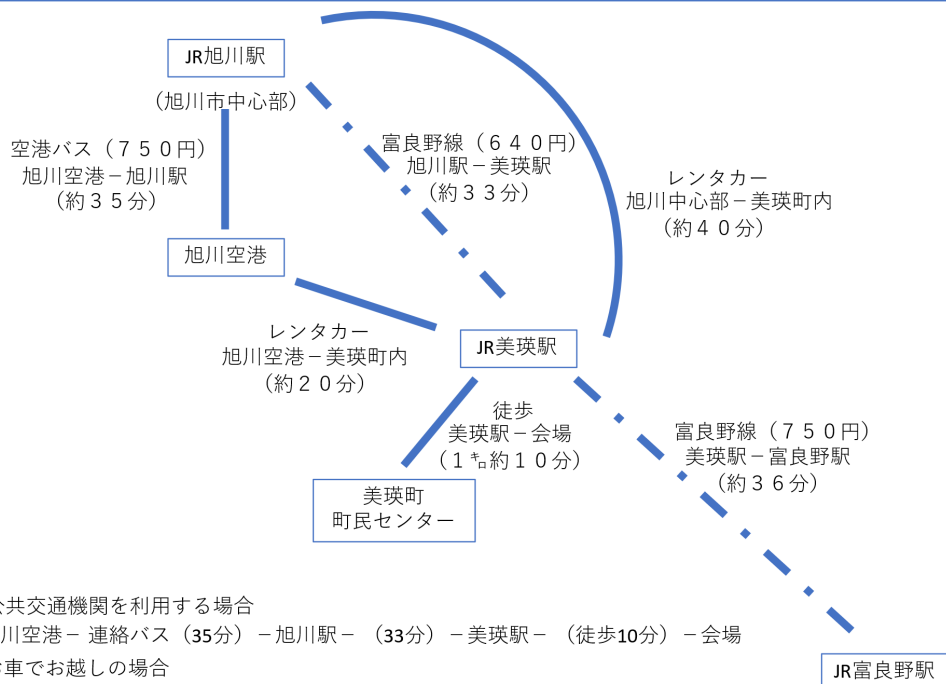 JR旭川駅
（旭川市中心部）
空港バス（７５０円）
旭川空港－旭川駅
（約３５分）
富良野線（６４０円）
旭川駅－美瑛駅
（約３３分）
レンタカー
旭川中心部－美瑛町内
（約４０分）
旭川空港
レンタカー
旭川空港－美瑛町内
（約２０分）
JR美瑛駅
徒歩
美瑛駅－会場
（１㌔約１０分）
富良野線（７５０円）
美瑛駅－富良野駅
（約３６分）
美瑛町
町民センター
公共交通機関を利用する場合
川空港－ 連絡バス（35分）－旭川駅－（33分）－美瑛駅－（徒歩10分）－会場
車でお越しの場合
JR富良野駅